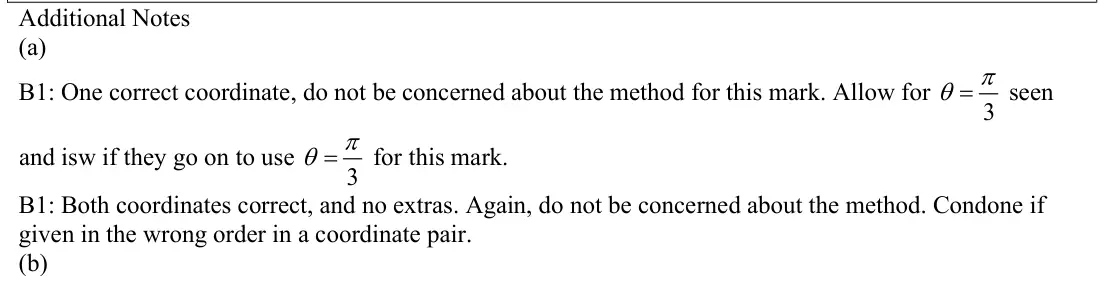 Additional Notes
(a)
B1: One correct coordinate, do not be concerned about the method for this mark. Allow for θ = π/3 seen
and isw if they go on to use θ = π/3 for this mark.
B1: Both coordinates correct, and no extras. Again, do not be concerned about the method. Condone if
given in the wrong order in a coordinate pair.
(b)